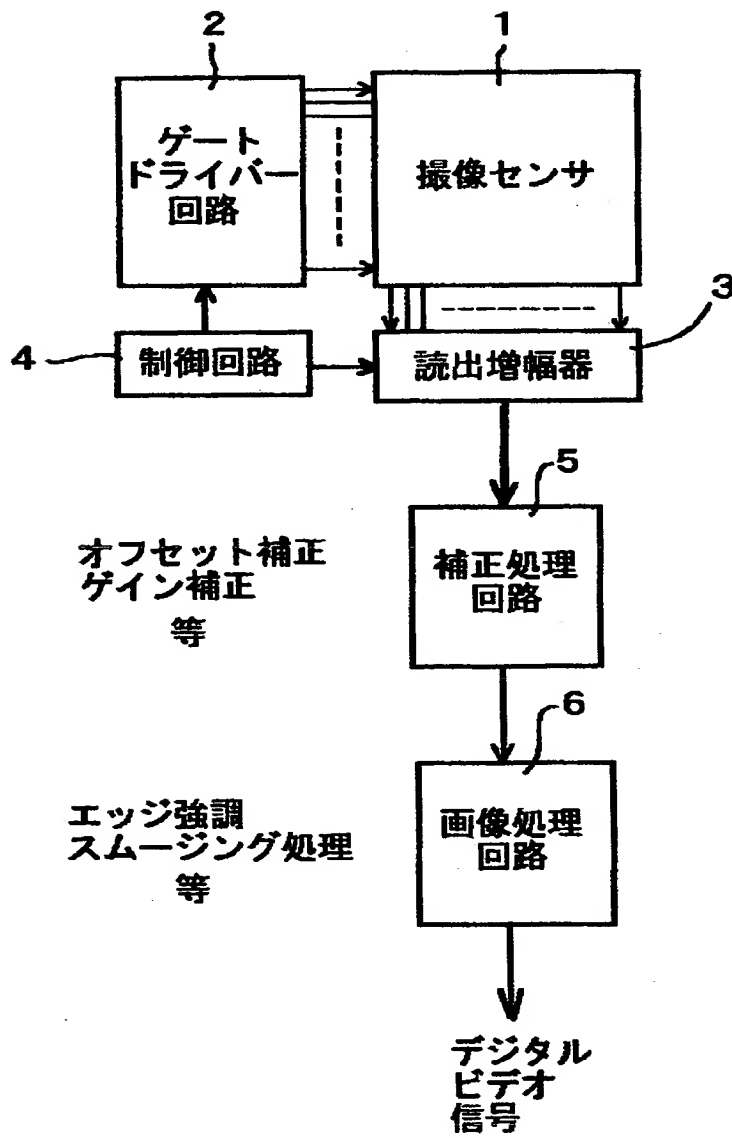 2
1
ゲート
ドライバー
回路
撮像センサ
3
4
制御回路
読出増幅器
5
オフセット補正
ゲイン補正
等
補正処理
回路
6
エッジ強調
スムージング処理
等
画像処理
回路
デジタル
ビデオ
信号